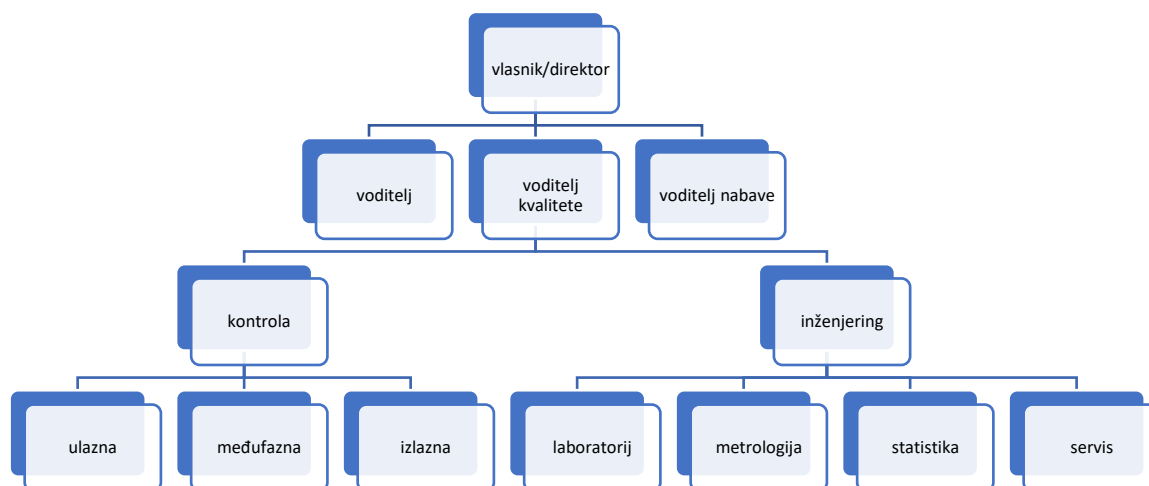 vlasnik/direktor
voditelj
voditelj
kvalitete
voditelj nabave
kontrola
inženjering
ulazna
međufazna
izlazna
laboratorij
metrologija
statistika
servis